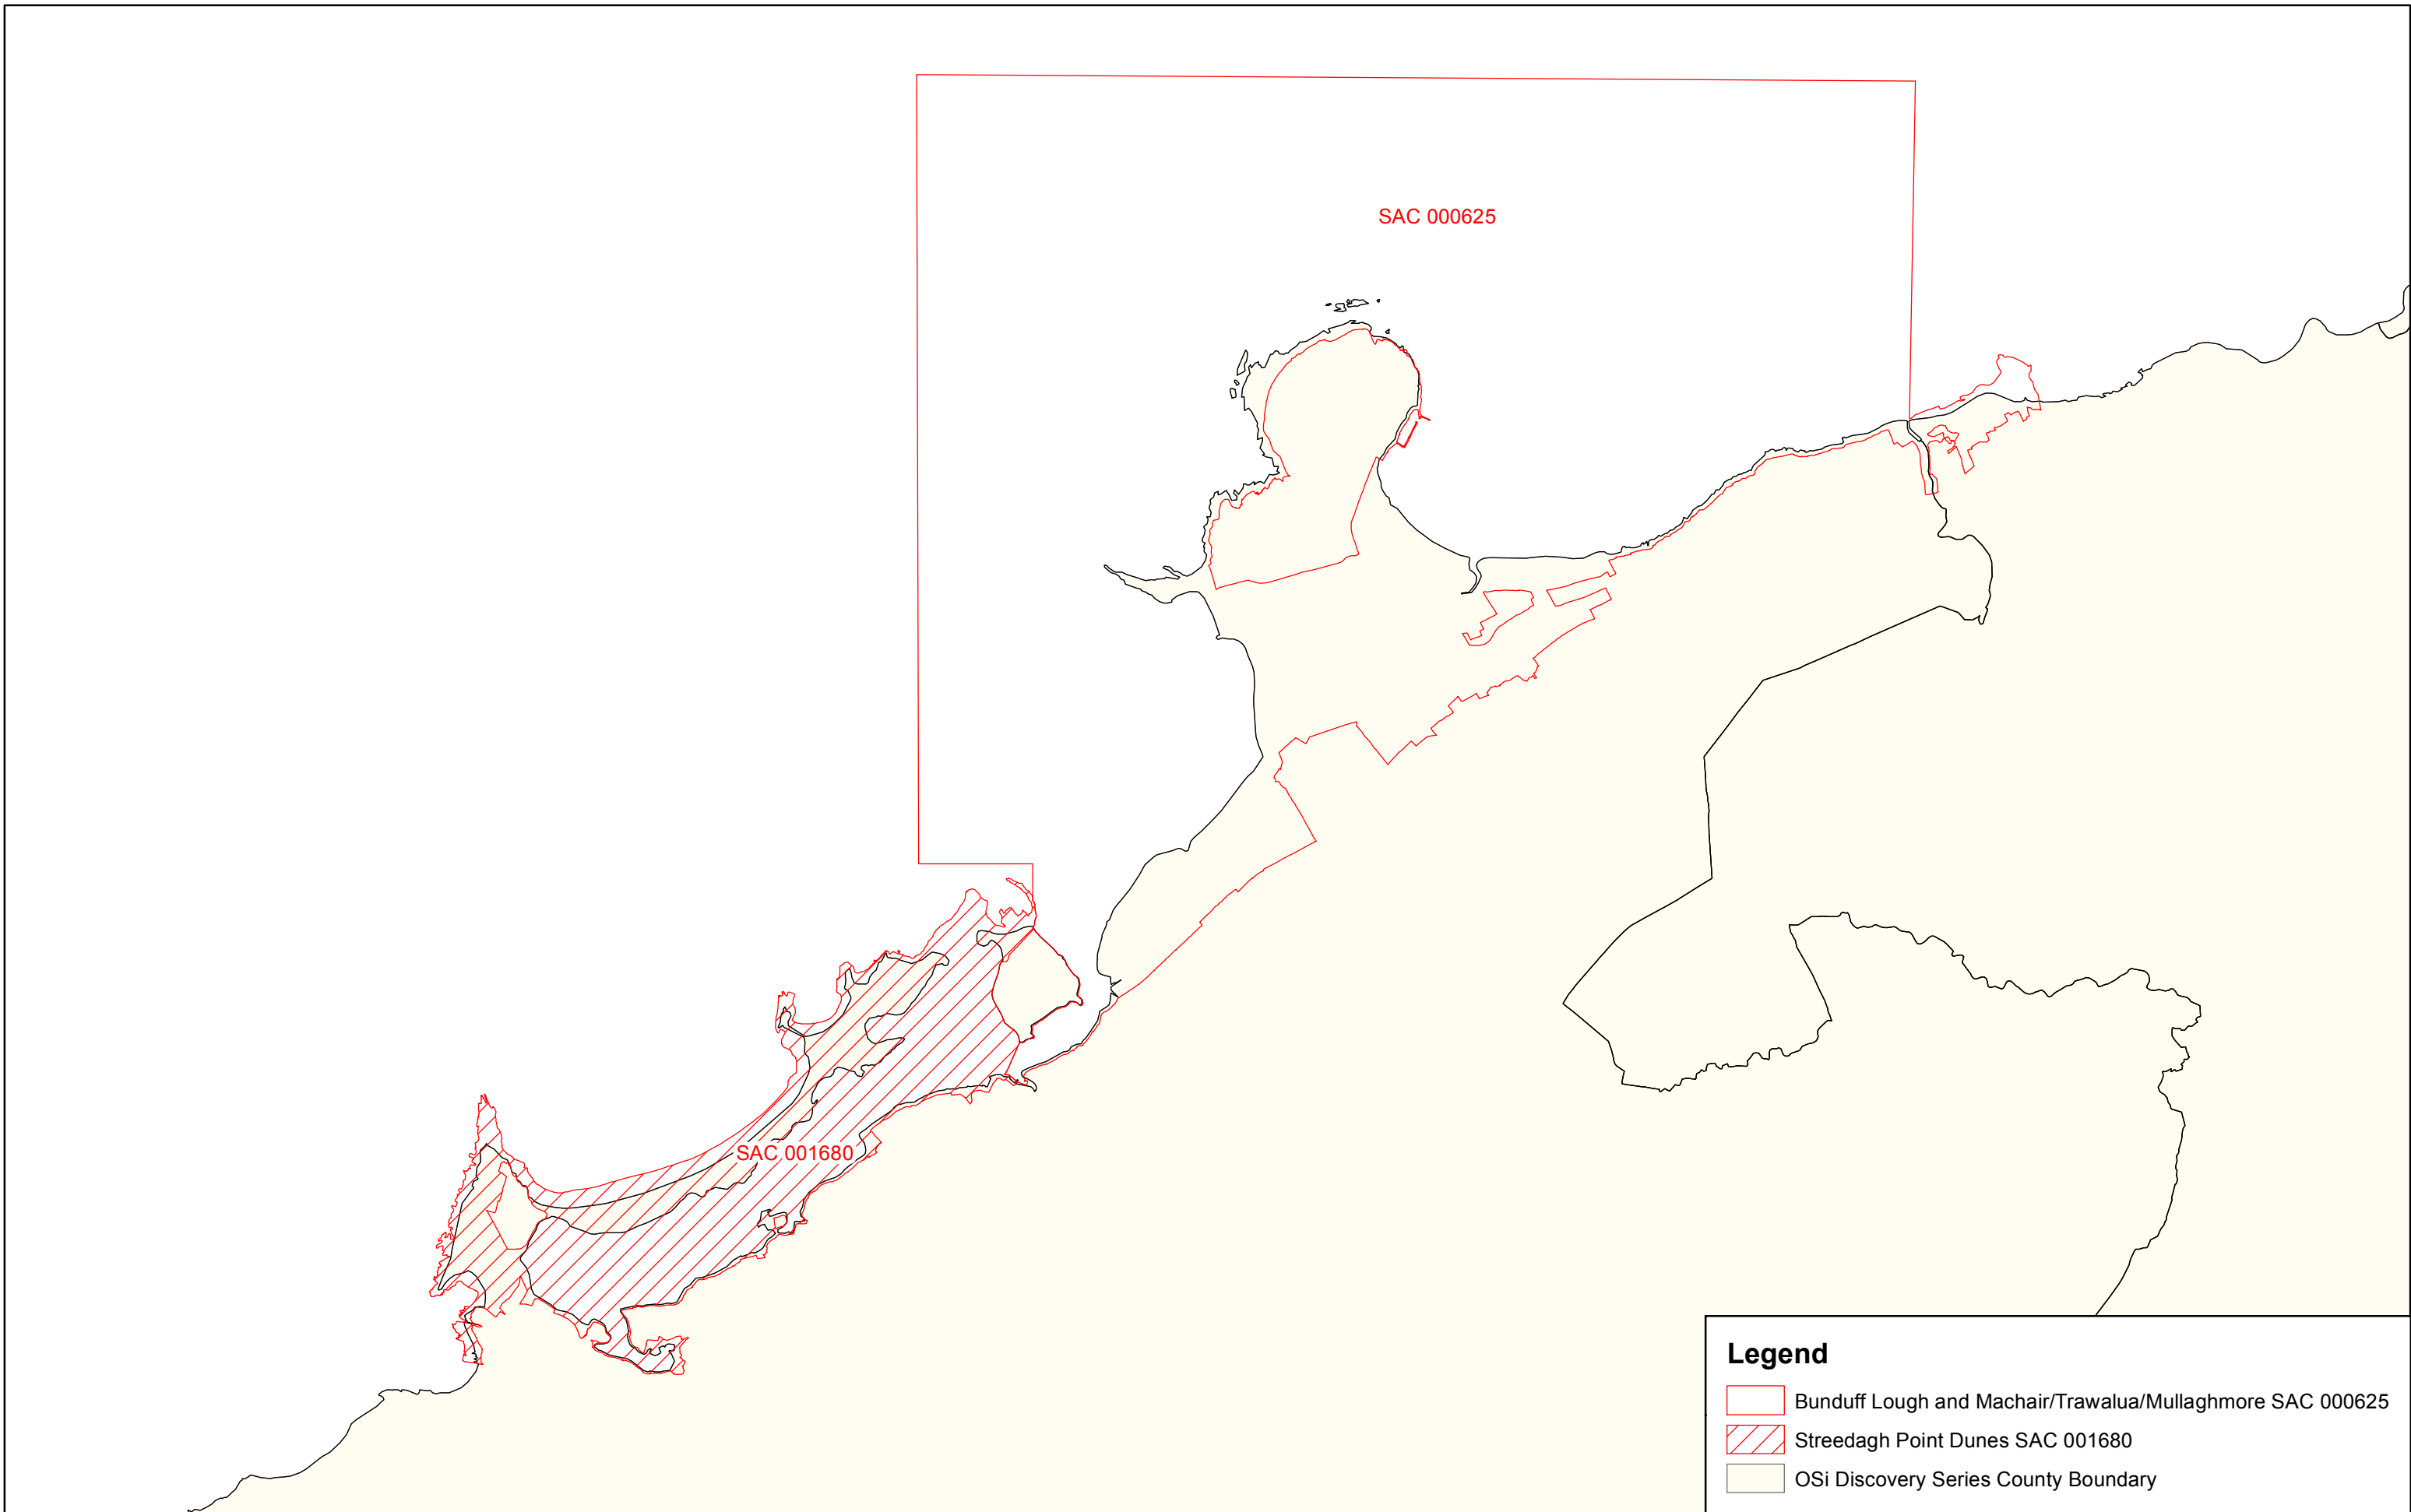 SAC 000625
SAC 001680
Legend
Bunduff Lough and Machair/Trawalua/Mullaghmore SAC 000625
Streedagh Point Dunes SAC 001680
OSi Discovery Series County Boundary